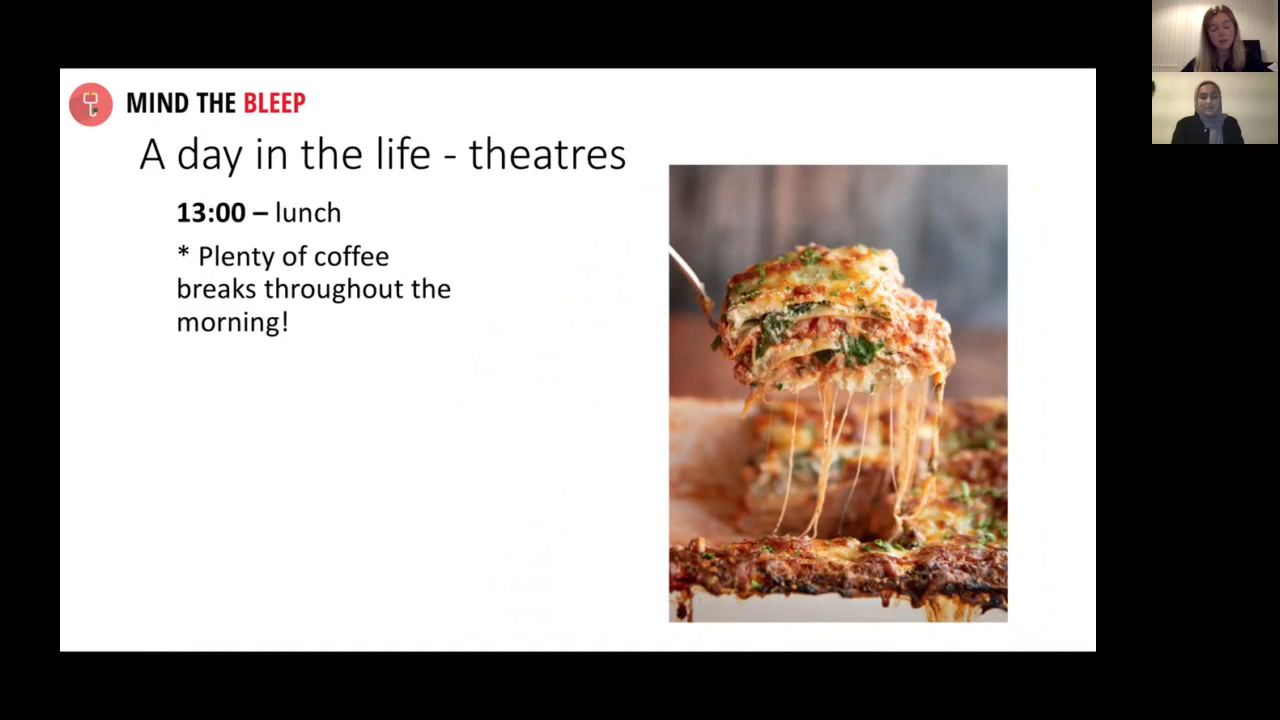 MIND THE BLEEP
A day in the life - theatres
13:00 – lunch
* Plenty of coffee
breaks throughout the
morning!